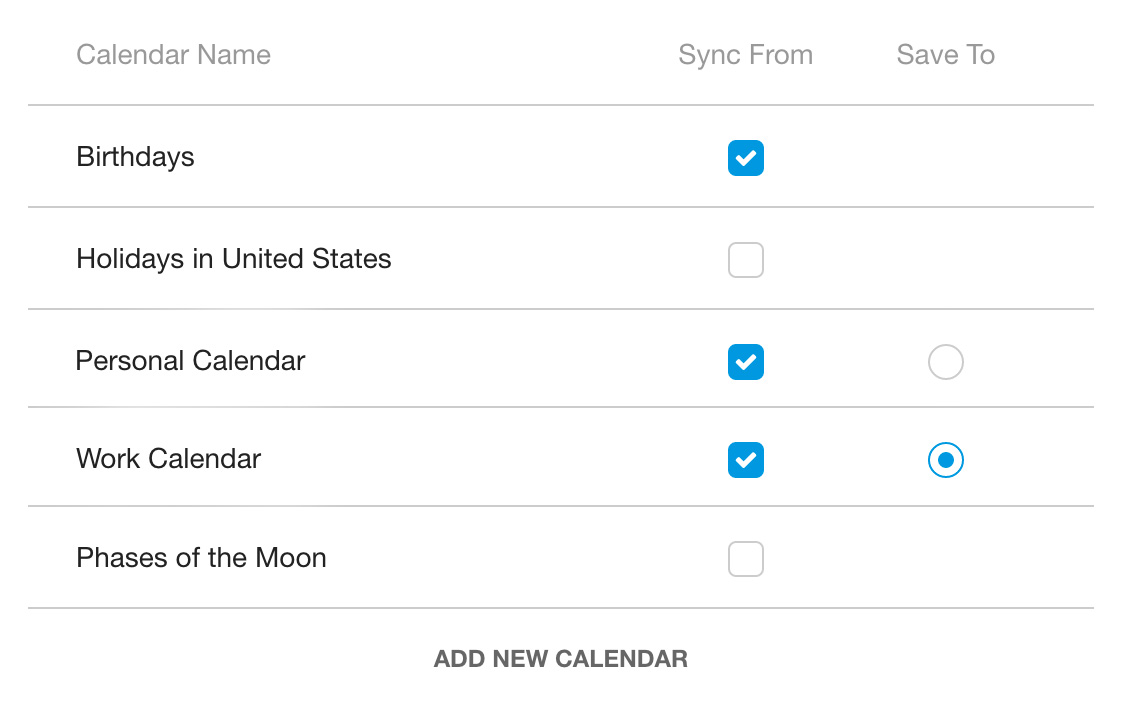 Calendar Name Sync From Save To
Birthdays
Holidays in United States
Personal Calendar
Work Calendar
Phases of the Moon
ADD NEW CALENDAR